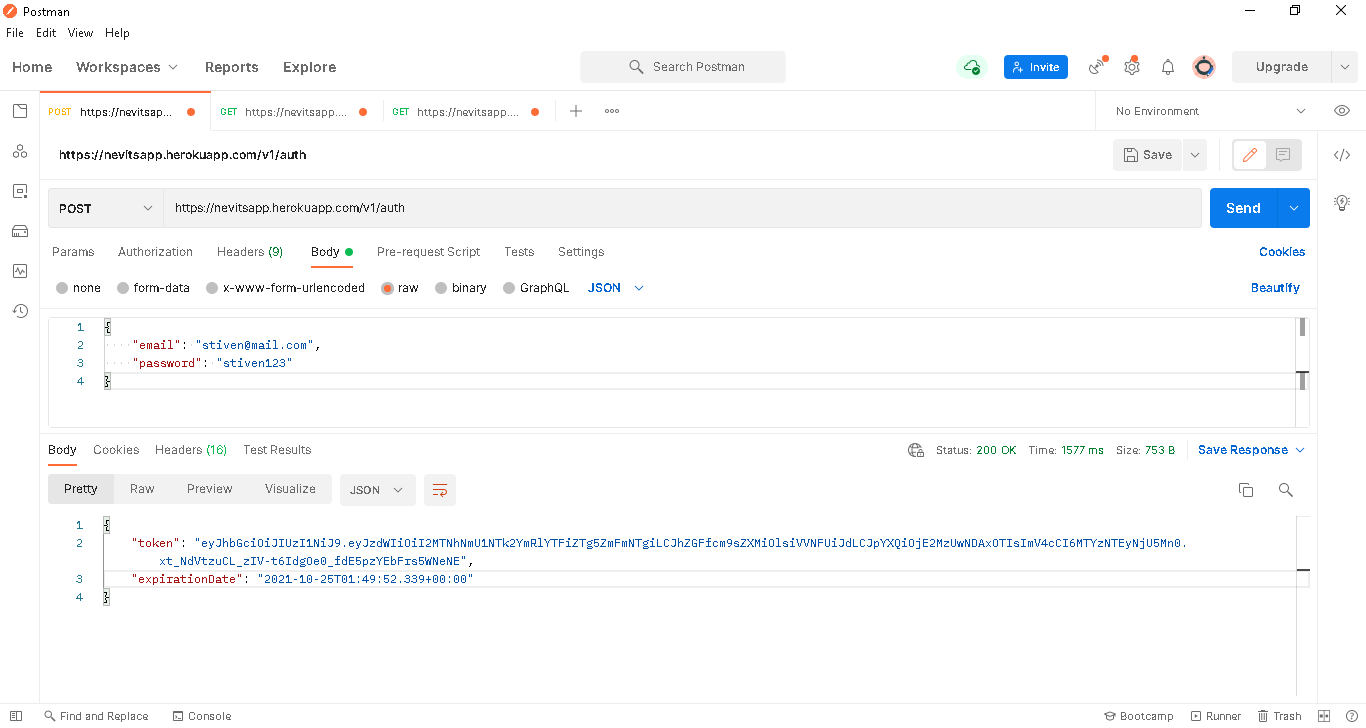 Postman
File Edit View Help
Home Workspaces Reports Explore Search Postman Invite Upgrade
POST https://nevitsap... GET https://nevitsapp.... GET https://nevitsapp.... No Environment
https://nevitsapp.herokuapp.com/v1/auth Save
POST https://nevitsapp.herokuapp.com/v1/auth Send
Params Authorization Headers (9) Body Pre-request Script Tests Settings Cookies
none form-data x-www-form-urlencoded raw binary GraphQL JSON Beautify
1 {
2 "email": "stiven@mail.com",
3 "password": "stiven123"
4 }
Body Cookies Headers (16) Test Results Status: 200 OK Time: 1577 ms Size: 753 B Save Response
Pretty Raw Preview Visualize JSON
1 {
2 "token": "eyJhbGciOiJIUzI1NiJ9.eyJzdWIiOiI2MTNhNmU1NTk2YmRlYTFiZTg5ZmFmNTgiLCJhZGFfcm9sZXMiOlsiVVNFUiJdLCJpYXQiOjE2MzUwNDAxOTIsImV4cCI6MTYzNTEyNjU5Mn0.
xt_NdVtzuCL_zIV-t6IdgOe0_fdE5pzYEbFrs5WNeNE",
3 "expirationDate": "2021-10-25T01:49:52.339+00:00"
4 }
Find and Replace Console Bootcamp Runner Trash